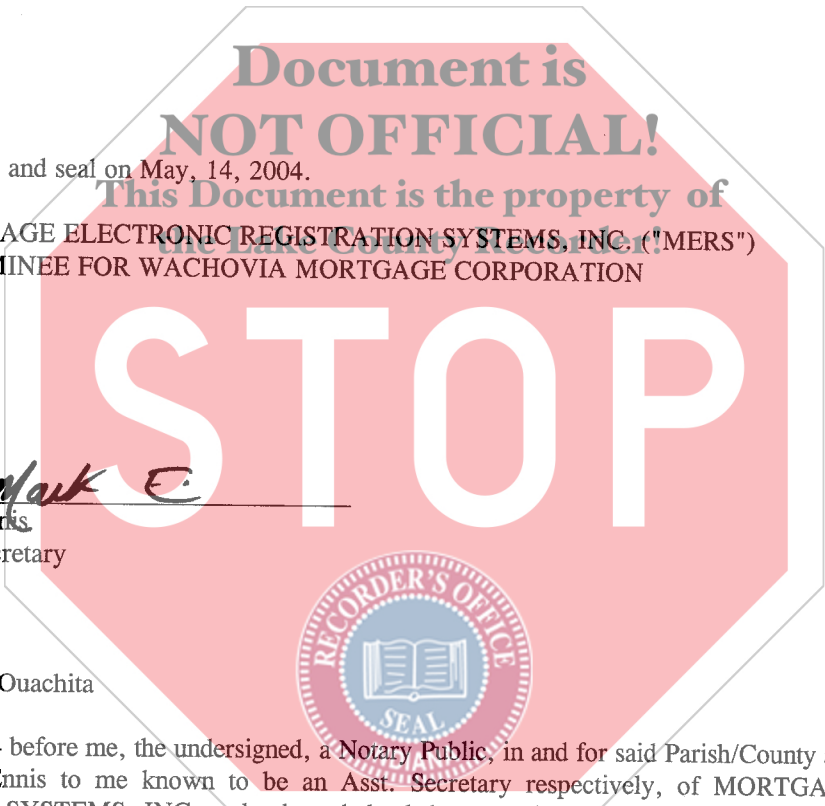 Document is
NOT OFFICIAL!
and seal on May, 14, 2004.
This Document is the property of
AGE ELECTRONIC REGISTRATION SYSTEMS, INC. ("MERS")
the Lake County Recorder!
INEE FOR WACHOVIA MORTGAGE CORPORATION
STOP
Mark E.
nis
retary
RECORDER'S OFFICE
SEAL
Ouachita
before me, the undersigned, a Notary Public, in and for said Parish/County
nnis to me known to be an Asst. Secretary respectively, of MORTGA
SYSTEMS, INC.